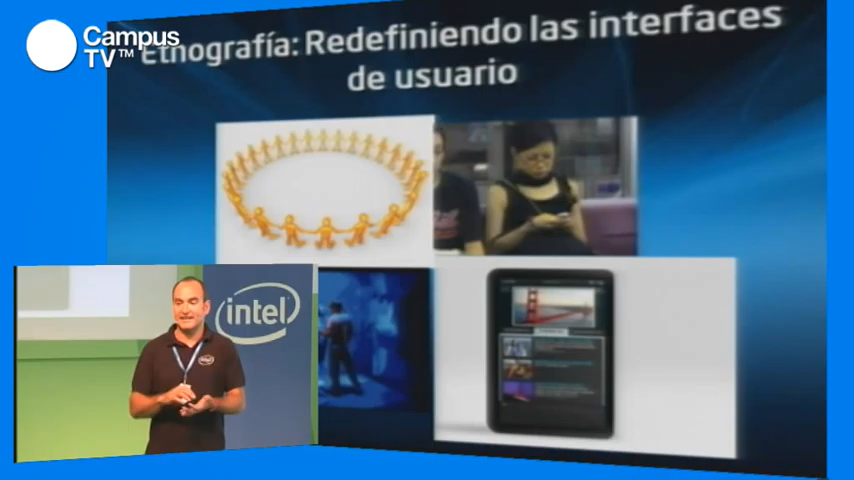 Campus
TV™
Etnografía: Redefiniendo las interfaces
de usuario
intel